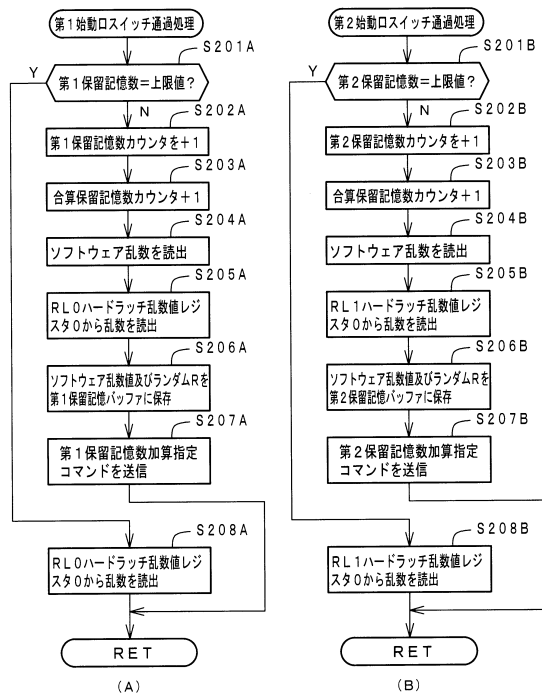 第1始動口スイッチ通過処理
S201A
Y
第1保留記憶数=上限値?
N
S202A
第1保留記憶数カウンタを+1
S203A
合算保留記憶数カウンタ+1
S204A
ソフトウェア乱数を読出
S205A
RL0ハードラッチ乱数値レジ
スタ0から乱数を読出
S206A
ソフトウェア乱数値及びランダムRを
第1保留記憶バッファに保存
S207A
第1保留記憶数加算指定
コマンドを送信
S208A
RL0ハードラッチ乱数値レジ
スタ0から乱数を読出
RET
(A)
第2始動口スイッチ通過処理
S201B
Y
第2保留記憶数=上限値?
N
S202B
第2保留記憶数カウンタを+1
S203B
合算保留記憶数カウンタ+1
S204B
ソフトウェア乱数を読出
S205B
RL1ハードラッチ乱数値レジ
スタ0から乱数を読出
S206B
ソフトウェア乱数値及びランダムRを
第2保留記憶バッファに保存
S207B
第2保留記憶数加算指定
コマンドを送信
S208B
RL1ハードラッチ乱数値レジ
スタ0から乱数を読出
RET
(B)